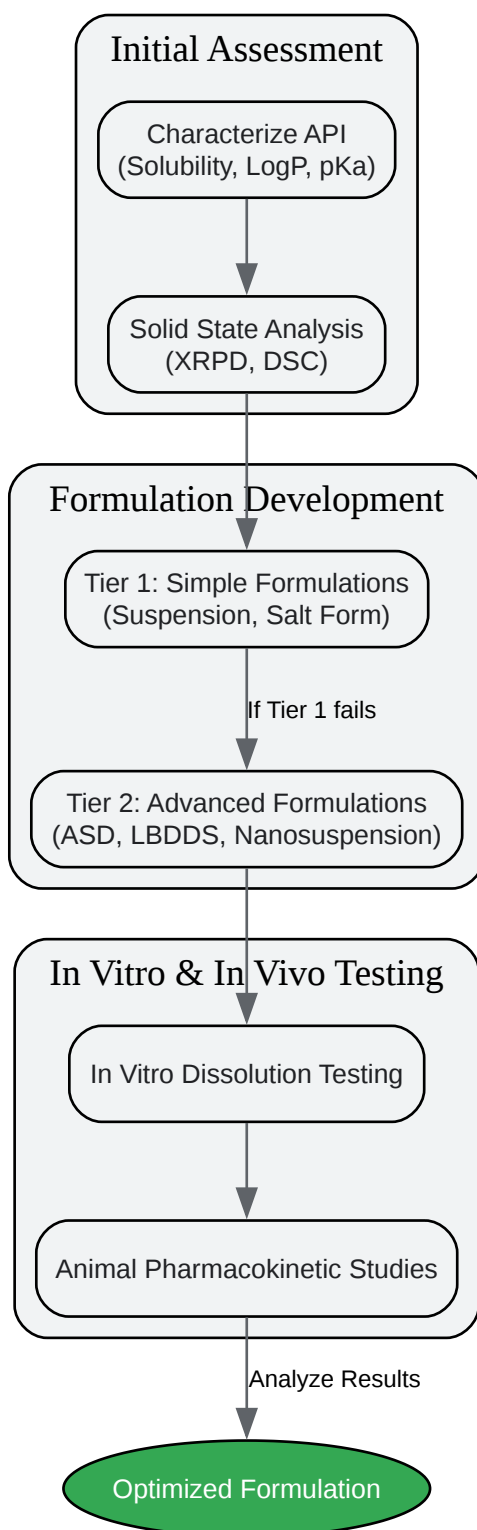 Initial Assessment
Characterize API
(Solubility, LogP, pKa)
Solid State Analysis
(XRPD, DSC)
Formulation Development
Tier 1: Simple Formulations
(Suspension, Salt Form)
If Tier 1 fails
Tier 2: Advanced Formulations
(ASD, LBDDS, Nanosuspension)
In Vitro & In Vivo Testing
In Vitro Dissolution Testing
Animal Pharmacokinetic Studies
Analyze Results
Optimized Formulation